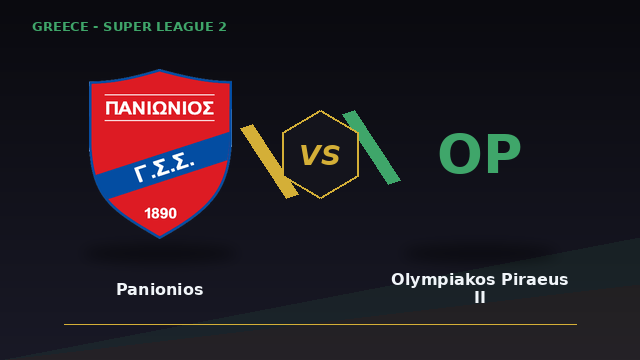 GREECE - SUPER LEAGUE 2
ΠΑΝΙΩΝΙΟΣ
Γ.Σ.Σ.
1890
VS
OP
Panionios
Olympiakos Piraeus
II